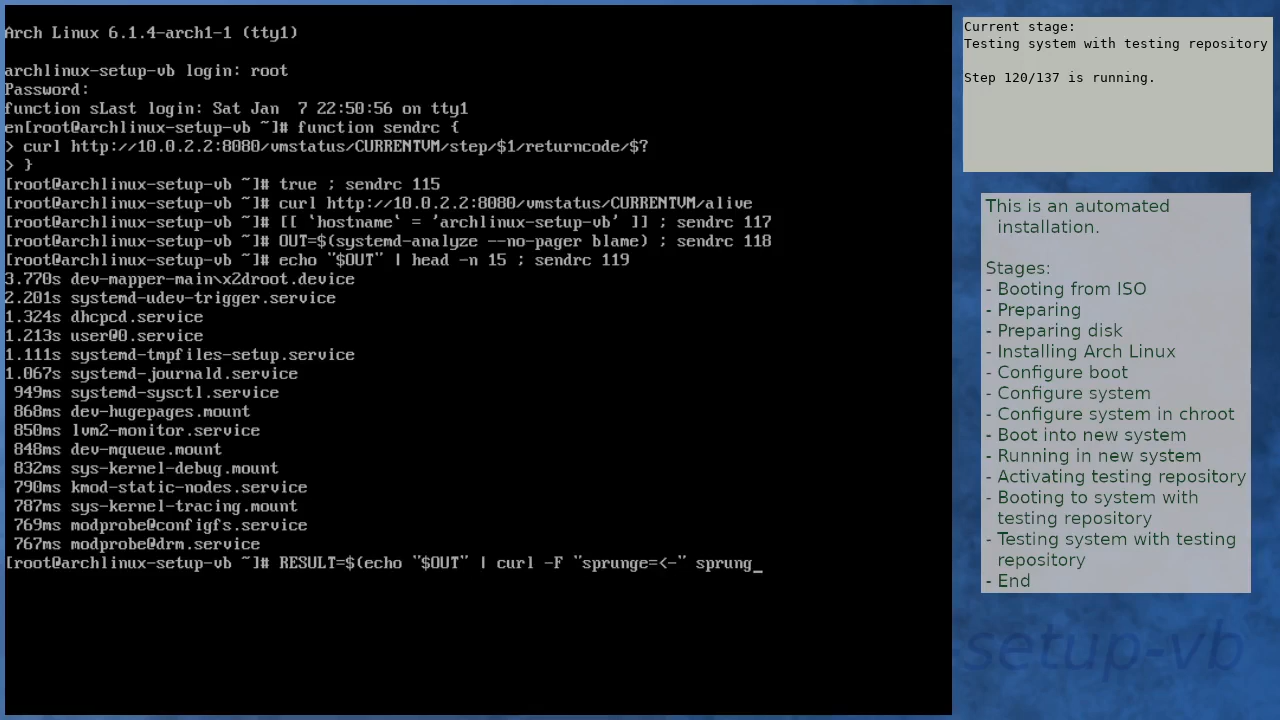 Arch Linux 6.1.4-arch1-1 (tty1)
archlinux-setup-vb login: root
Password:
function sLast login: Sat Jan  7 22:50:56 on tty1
en[root@archlinux-setup-vb ~]# function sendrc {
> curl http://10.0.2.2:8080/vmstatus/CURRENTVM/step/$1/returncode/$?
> }
[root@archlinux-setup-vb ~]# true ; sendrc 115
[root@archlinux-setup-vb ~]# curl http://10.0.2.2:8080/vmstatus/CURRENTVM/alive
[root@archlinux-setup-vb ~]# [[ `hostname` = 'archlinux-setup-vb' ]] ; sendrc 117
[root@archlinux-setup-vb ~]# OUT=$(systemd-analyze --no-pager blame) ; sendrc 118
[root@archlinux-setup-vb ~]# echo "$OUT" | head -n 15 ; sendrc 119
3.770s dev-mapper-main\x2droot.device
2.201s systemd-udev-trigger.service
1.324s dhcpcd.service
1.213s user@0.service
1.111s systemd-tmpfiles-setup.service
1.067s systemd-journald.service
 949ms systemd-sysctl.service
 868ms dev-hugepages.mount
 850ms lvm2-monitor.service
 848ms dev-mqueue.mount
 832ms sys-kernel-debug.mount
 790ms kmod-static-nodes.service
 787ms sys-kernel-tracing.mount
 769ms modprobe@configfs.service
 767ms modprobe@drm.service
[root@archlinux-setup-vb ~]# RESULT=$(echo "$OUT" | curl -F "sprunge=<-" sprung_
Current stage:
Testing system with testing repository
Step 120/137 is running.
This is an automated
installation.
Stages:
- Booting from ISO
- Preparing
- Preparing disk
- Installing Arch Linux
- Configure boot
- Configure system
- Configure system in chroot
- Boot into new system
- Running in new system
- Activating testing repository
- Booting to system with
testing repository
- Testing system with testing
repository
- End
-setup-vb